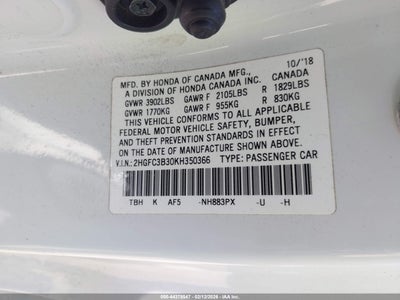 MFD. BY HONDA OF CANADA MFG., 10/'18
A DIVISION OF HONDA CANADA INC. CANADA
GVWR 3902LBS GAWR F 2105LBS R 1829LBS
GVWR 1770KG GAWR F 955KG R 830KG
THIS VEHICLE CONFORMS TO ALL APPLICABLE
FEDERAL MOTOR VEHICLE SAFETY, BUMPER,
AND THEFT PREVENTION STANDARDS IN EFFECT
ON THE DATE OF MANUFACTURE SHOWN ABOVE.
V.I.N.: 2HGFC3B30KH350366 TYPE: PASSENGER CAR
TBH K AF5 -NH883PX -U -H